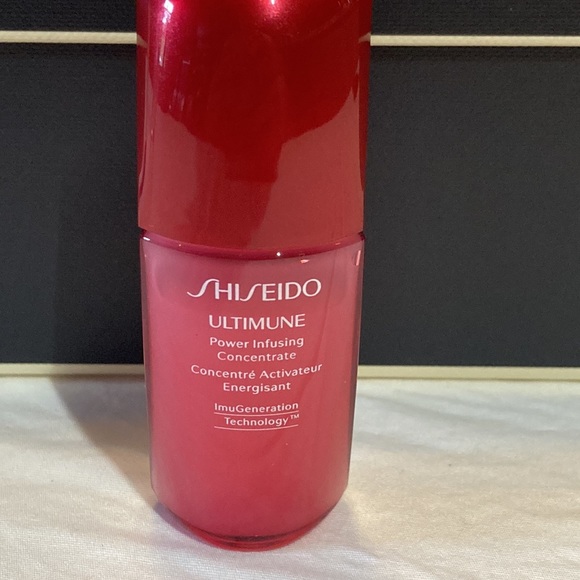 SHISEIDO
ULTIMUNE
Power Infusing
Concentrate
Concentré Activateur
Energisant
ImuGeneration
Technology™